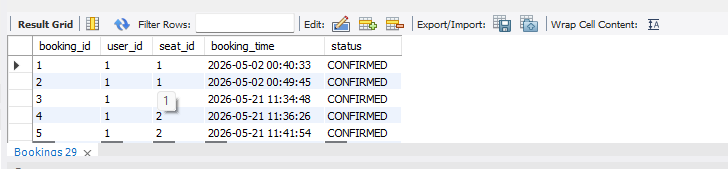 Result Grid Filter Rows: Edit: Export/Import: Wrap Cell Content:
booking_id user_id seat_id booking_time status
1 1 1 2026-05-02 00:40:33 CONFIRMED
2 1 1 2026-05-02 00:49:45 CONFIRMED
3 1 1 2026-05-21 11:34:48 CONFIRMED
4 1 2 2026-05-21 11:36:26 CONFIRMED
5 1 2 2026-05-21 11:41:54 CONFIRMED
Bookings 29